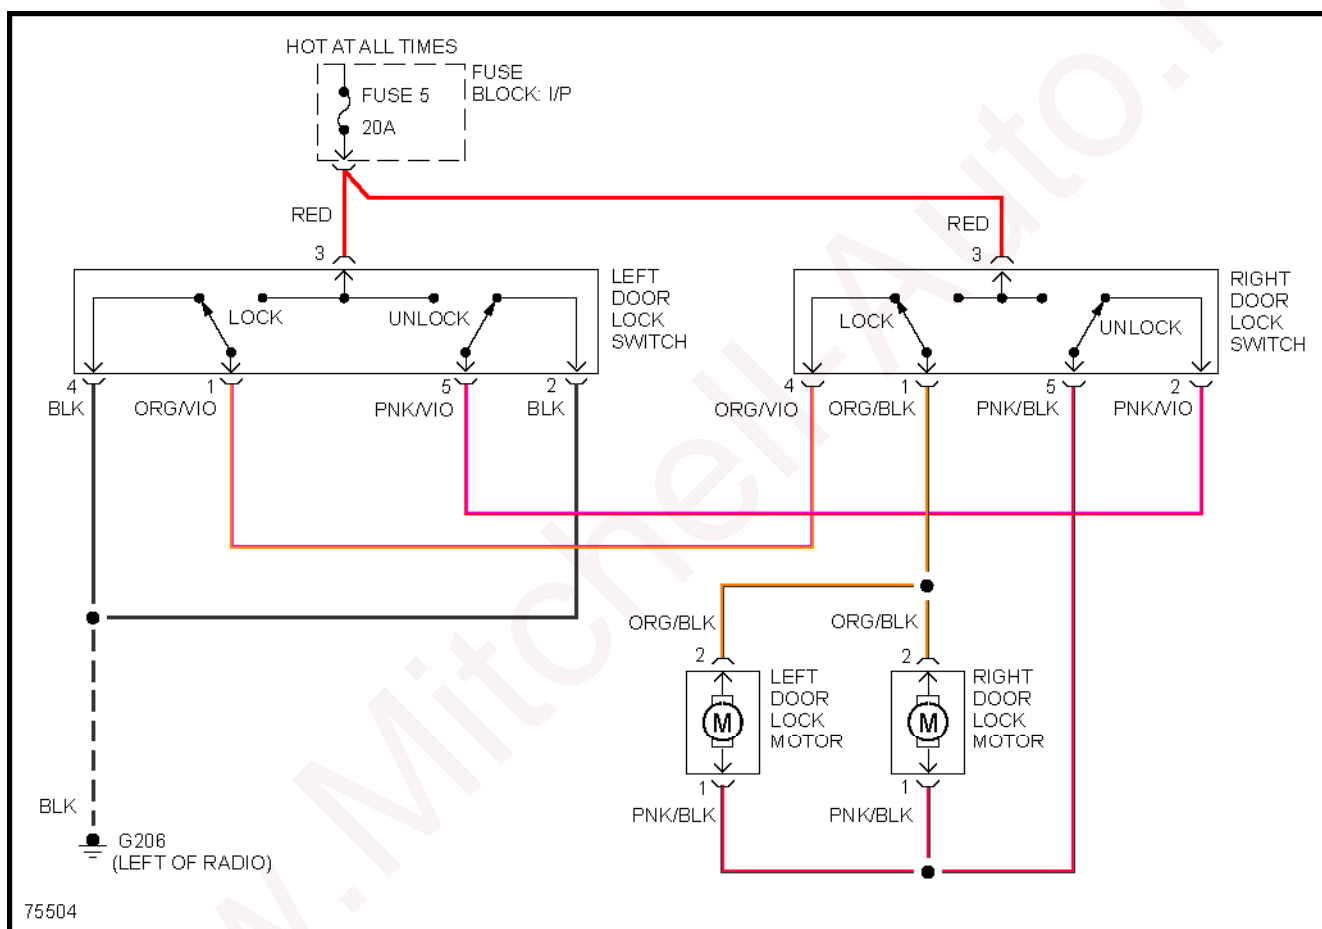 HOT AT ALL TIMES
FUSE
BLOCK: I/P
FUSE 5
20A
RED
3
RED
3
LEFT
DOOR
LOCK
SWITCH
LOCK
UNLOCK
RIGHT
DOOR
LOCK
SWITCH
LOCK
UNLOCK
4
BLK
1
ORG/VIO
5
PNK/VIO
2
BLK
4
ORG/VIO
1
ORG/BLK
5
PNK/BLK
2
PNK/VIO
ORG/BLK
2
ORG/BLK
2
LEFT
DOOR
LOCK
MOTOR
M
RIGHT
DOOR
LOCK
MOTOR
M
1
PNK/BLK
1
PNK/BLK
BLK
G206
(LEFT OF RADIO)
75504
w.Mitchell-Auto.r